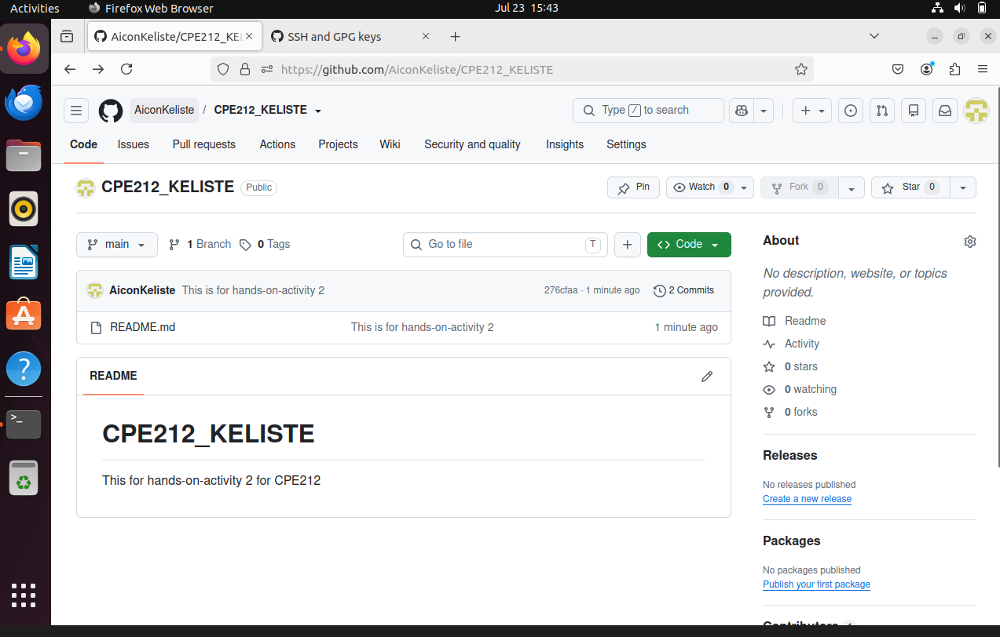 Activities Firefox Web Browser Jul 23 15:43
AiconKeliste/CPE212_KEL SSH and GPG keys
https://github.com/AiconKeliste/CPE212_KELISTE
AiconKeliste / CPE212_KELISTE Type / to search
Code Issues Pull requests Actions Projects Wiki Security and quality Insights Settings
CPE212_KELISTE Public Pin Watch 0 Fork 0 Star 0
main 1 Branch 0 Tags Go to file T + Code
AiconKeliste This is for hands-on-activity 2 276cfaa · 1 minute ago 2 Commits
README.md This is for hands-on-activity 2 1 minute ago
README
CPE212_KELISTE
This for hands-on-activity 2 for CPE212
About
No description, website, or topics
provided.
Readme
Activity
0 stars
0 watching
0 forks
Releases
No releases published
Create a new release
Packages
No packages published
Publish your first package
Contributors